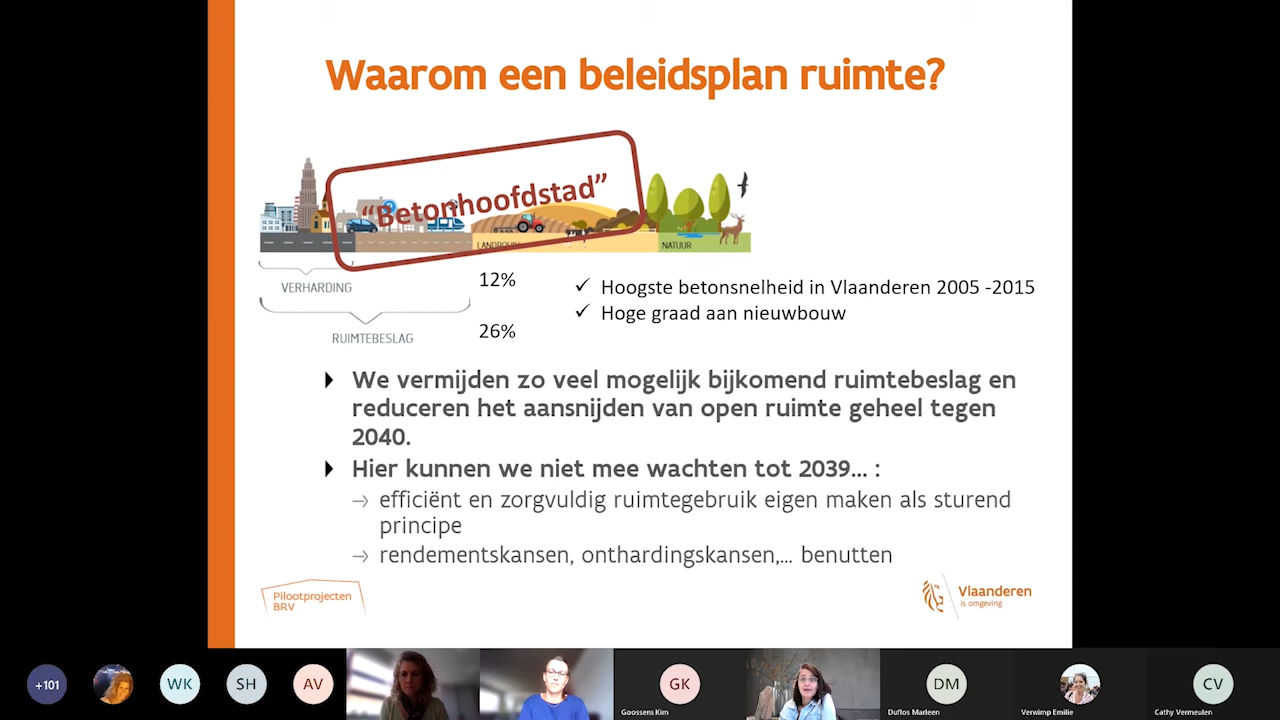 Waarom een beleidsplan ruimte?
“Betonhoofdstad”
LANDBOUW
NATUUR
VERHARDING
12%
RUIMTEBESLAG
26%
Hoogste betonsnelheid in Vlaanderen 2005 -2015
Hoge graad aan nieuwbouw
We vermijden zo veel mogelijk bijkomend ruimtebeslag en
reduceren het aansnijden van open ruimte geheel tegen
2040.
Hier kunnen we niet mee wachten tot 2039... :
efficiënt en zorgvuldig ruimtegebruik eigen maken als sturend
principe
rendementskansen, onthardingskansen,... benutten
Pilootprojecten
BRV
Vlaanderen
is omgeving
+101
WK
SH
AV
GK
Goossens Kim
DM
Duflos Marleen
Verwimp Emilie
CV
Cathy Vermeulen